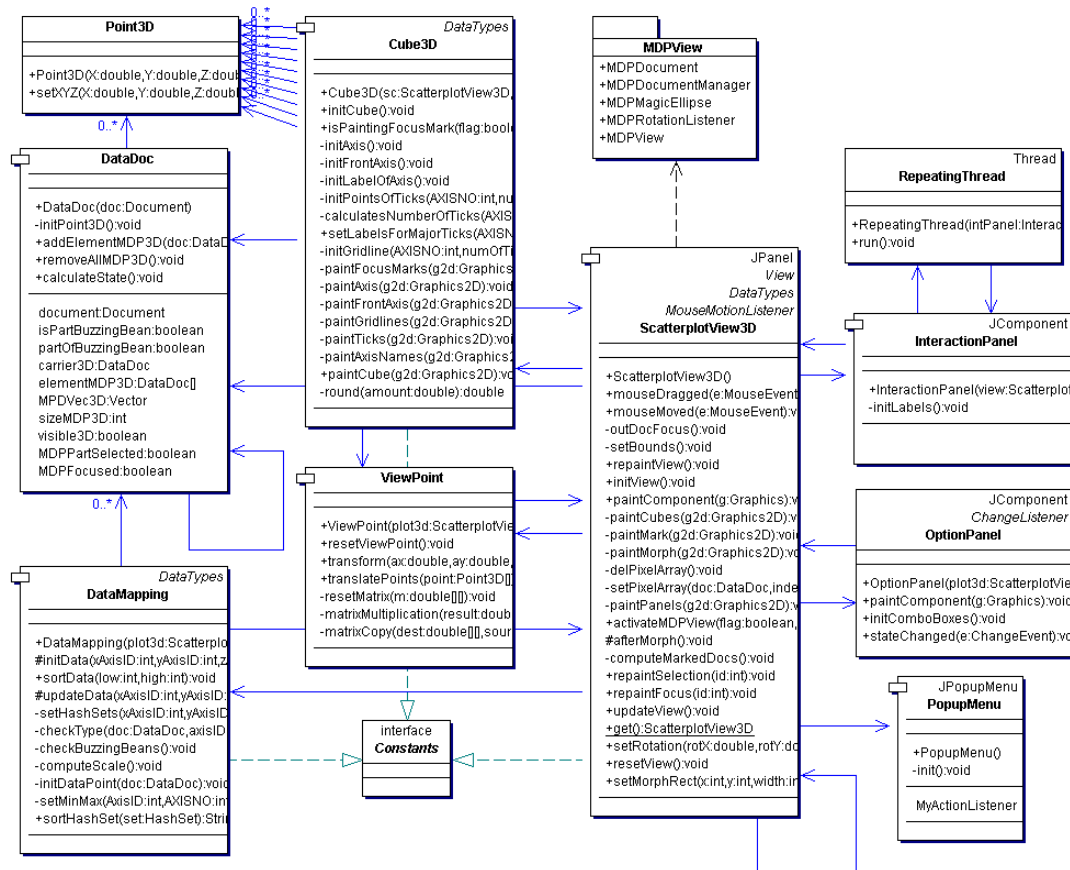 Point3D
+Point3D(X:double,Y:double,Z:doub
+setXYZ(X:double,Y:double,Z:doubl
0..*
0..*
0..*
DataDoc
+DataDoc(doc:Document)
-initPoint3D():void
+addElementMDP3D(doc:DataD
+removeAllMDP3D():void
+calculateState():void
document:Document
isPartBuzzingBean:boolean
partOfBuzzingBean:boolean
carrier3D:DataDoc
elementMDP3D:DataDoc[]
MPDVec3D:Vector
sizeMDP3D:int
visible3D:boolean
MDPPartSelected:boolean
MDPFocused:boolean
0..*
DataTypes
DataMapping
+DataMapping(plot3d:Scatterplo
#initData(xAxisID:int,yAxisID:int,z
+sortData(low:int,high:int):void
#updateData(xAxisID:int,yAxisID:
-setHashSets(xAxisID:int,yAxisID
-checkType(doc:DataDoc,axisID
-checkBuzzingBeans():void
-computeScale():void
-initDataPoint(doc:DataDoc):void
-setMinMax(AxisID:int,AXISNO:int
+sortHashSet(set:HashSet):Stri
0..*
DataTypes
Cube3D
+Cube3D(sc:ScatterplotView3D,
+initCube():void
+isPaintingFocusMark(flag:boole
-initAxis():void
-initFrontAxis():void
-initLabelOfAxis():void
-initPointsOfTicks(AXISNO:int,nu
-calculatesNumberOfTicks(AXIS
+setLabelsForMajorTicks(AXISN
-initGridline(AXISNO:int,numOfTi
-paintFocusMarks(g2d:Graphics
-paintAxis(g2d:Graphics2D):void
-paintFrontAxis(g2d:Graphics2D)
-paintGridlines(g2d:Graphics2D
-paintTicks(g2d:Graphics2D):voi
-paintAxisNames(g2d:Graphics2
+paintCube(g2d:Graphics2D):vo
-round(amount:double):double
ViewPoint
+ViewPoint(plot3d:ScatterplotVie
+resetViewPoint():void
+transform(ax:double,ay:double,
+translatePoints(point:Point3D[]
-resetMatrix(m:double[][]):void
-matrixMultiplication(result:doubl
-matrixCopy(dest:double[][],sour
interface
Constants
MDPView
+MDPDocument
+MDPDocumentManager
+MDPMagicEllipse
+MDPRotationListener
+MDPView
JPanel
View
DataTypes
MouseMotionListener
ScatterplotView3D
+ScatterplotView3D()
+mouseDragged(e:MouseEvent)
+mouseMoved(e:MouseEvent):v
-outDocFocus():void
-setBounds():void
+repaintView():void
+initView():void
+paintComponent(g:Graphics):v
-paintCubes(g2d:Graphics2D):v
-paintMark(g2d:Graphics2D):voi
-paintMorph(g2d:Graphics2D):voi
-delPixelArray():void
-setPixelArray(doc:DataDoc,inde
-paintPanels(g2d:Graphics2D):v
+activateMDPView(flag:boolean,
#afterMorph():void
-computeMarkedDocs():void
+repaintSelection(id:int):void
+repaintFocus(id:int):void
+updateView():void
+get():ScatterplotView3D
+setRotation(rotX:double,rotY:do
+resetView():void
+setMorphRect(x:int,y:int,width:in
Thread
RepeatingThread
+RepeatingThread(intPanel:Interac
+run():void
JComponent
InteractionPanel
+InteractionPanel(view:Scatterplot
-initLabels():void
JComponent
ChangeListener
OptionPanel
+OptionPanel(plot3d:ScatterplotVie
+paintComponent(g:Graphics):void
+initComboBoxes():void
+stateChanged(e:ChangeEvent):vo
JPopupMenu
PopupMenu
+PopupMenu()
-init():void
MyActionListener